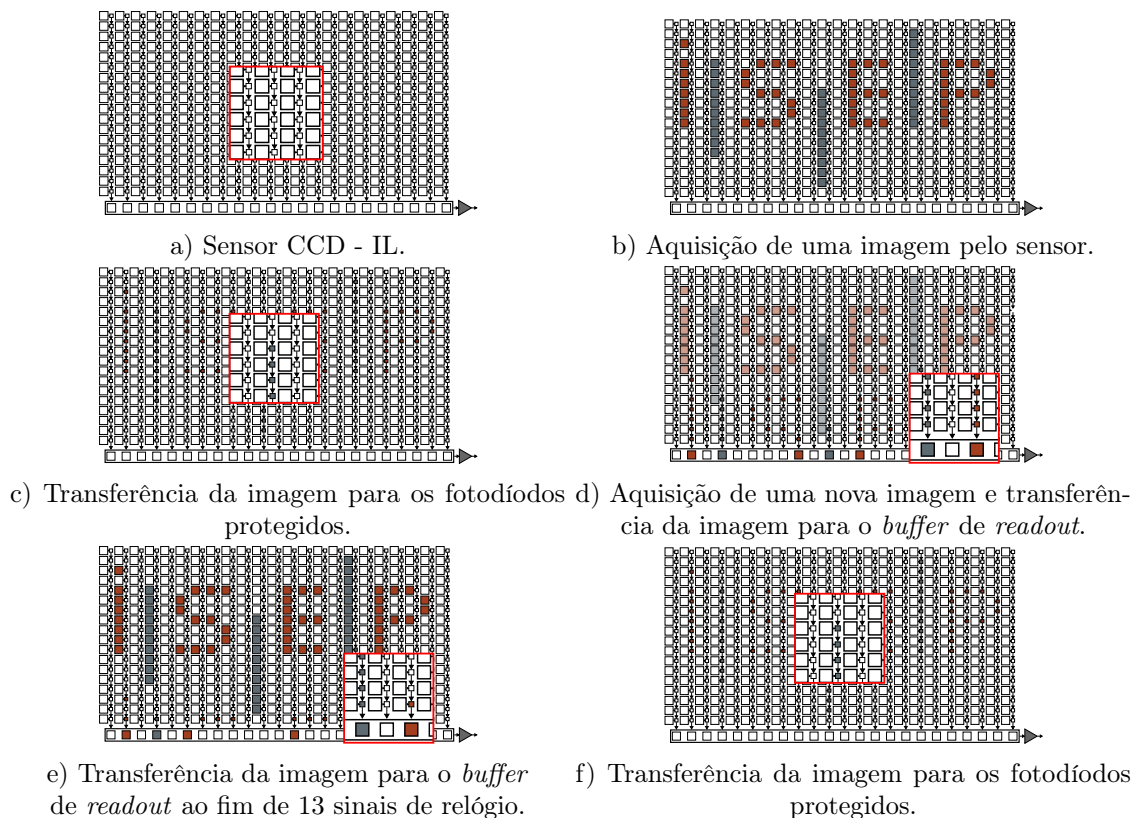 a) Sensor CCD - IL.
b) Aquisição de uma imagem pelo sensor.
c) Transferência da imagem para os fotodíodos
protegidos.
d) Aquisição de uma nova imagem e transferên-
cia da imagem para o buffer de readout.
e) Transferência da imagem para o buffer
de readout ao fim de 13 sinais de relógio.
f) Transferência da imagem para os fotodíodos
protegidos.